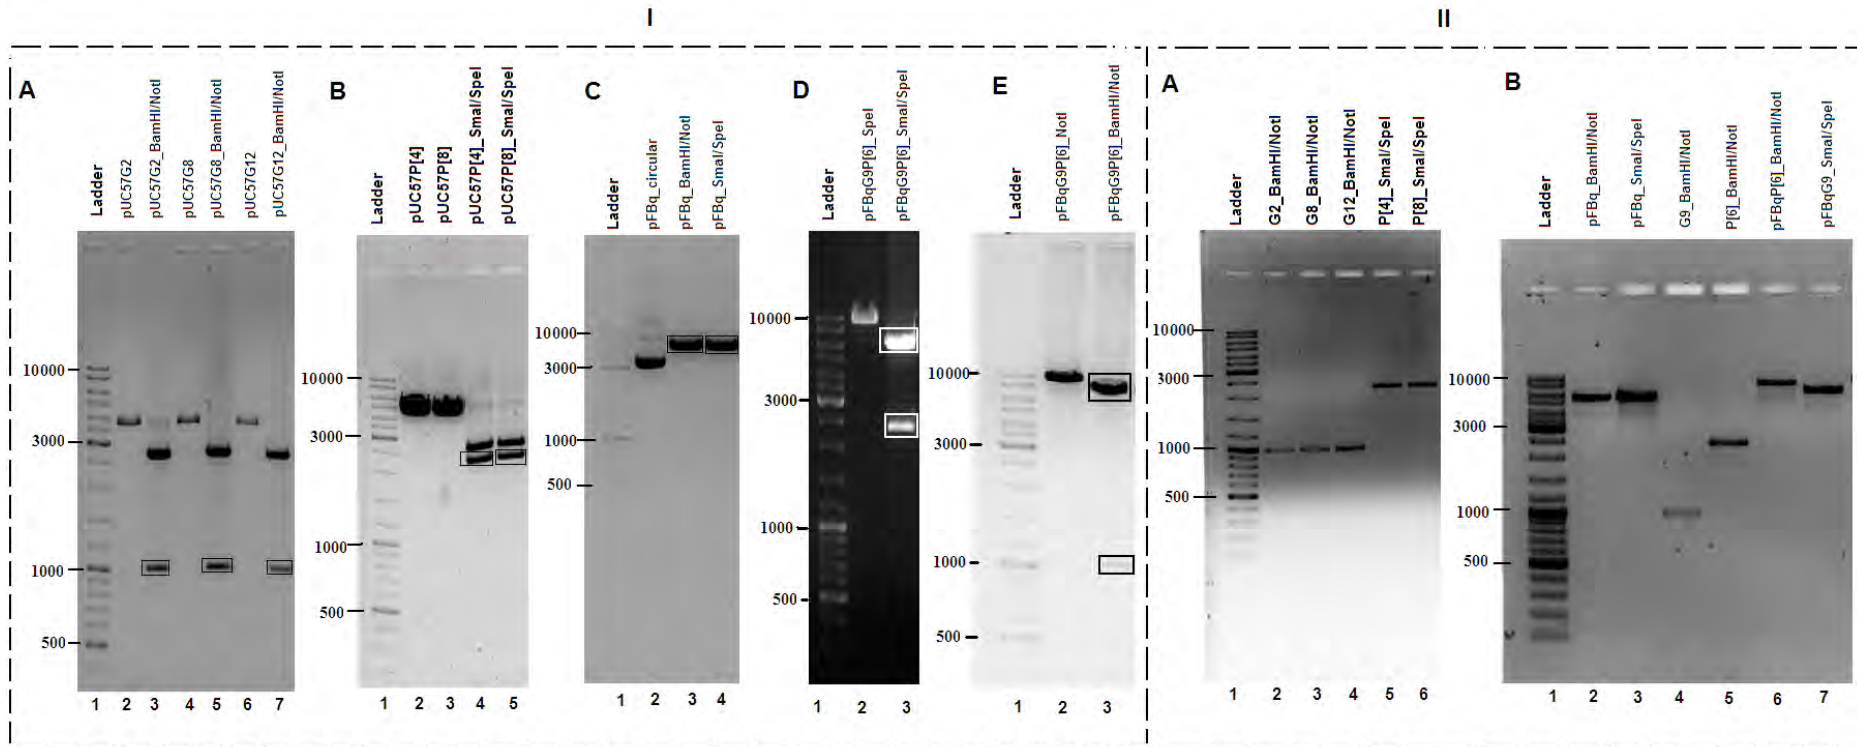 I
II
A
Ladder
pUC57G2
pUC57G2_BamHI/NotI
pUC57G8
pUC57G8_BamHI/NotI
pUC57G12
pUC57G12_BamHI/NotI
10000
3000
1000
500
1 2 3 4 5 6 7
B
Ladder
pUC57P[4]
pUC57P[8]
pUC57P[4]_SmaI/SpeI
pUC57P[8]_SmaI/SpeI
10000
3000
1000
500
1 2 3 4 5
C
Ladder
pFBq_circular
pFBq_BamHI/NotI
pFBq_SmaI/SpeI
10000
3000
1000
500
1 2 3 4
D
Ladder
pFBqG9P[6]_SpeI
pFBqG9P[6]_SmaI/SpeI
10000
3000
1000
500
1 2 3
E
Ladder
pFBqG9P[6]_NotI
pFBqG9P[6]_BamHI/NotI
10000
3000
1000
500
1 2 3
A
Ladder
G2_BamHI/NotI
G8_BamHI/NotI
G12_BamHI/NotI
P[4]_SmaI/SpeI
P[8]_SmaI/SpeI
10000
3000
1000
500
1 2 3 4 5 6
B
Ladder
pFBq_BamHI/NotI
pFBq_SmaI/SpeI
G9_BamHI/NotI
P[6]_BamNHI/NotI
pFBqP[6]_BamHI/NotI
pFBqG9_SmaI/SpeI
10000
3000
1000
500
1 2 3 4 5 6 7